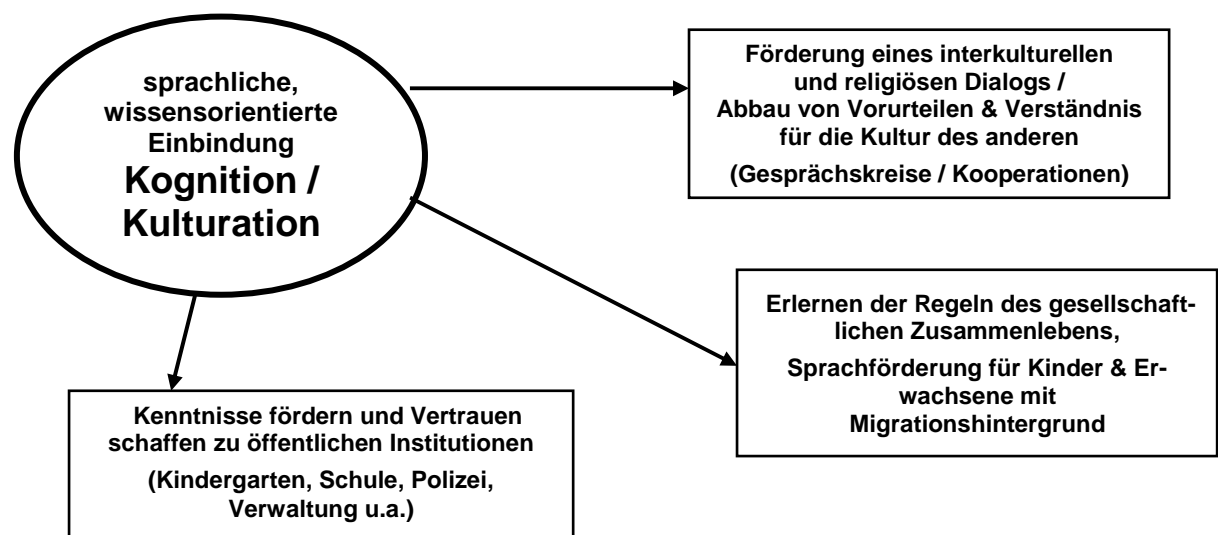 sprachliche,
wissensorientierte
Einbindung
Kognition /
Kulturation
Förderung eines interkulturellen
und religiösen Dialogs /
Abbau von Vorurteilen & Verständnis
für die Kultur des anderen
(Gesprächskreise / Kooperationen)
Erlernen der Regeln des gesellschaft-
lichen Zusammenlebens,
Sprachförderung für Kinder & Er-
wachsene mit
Migrationshintergrund
Kenntnisse fördern und Vertrauen
schaffen zu öffentlichen Institutionen
(Kindergarten, Schule, Polizei,
Verwaltung u.a.)